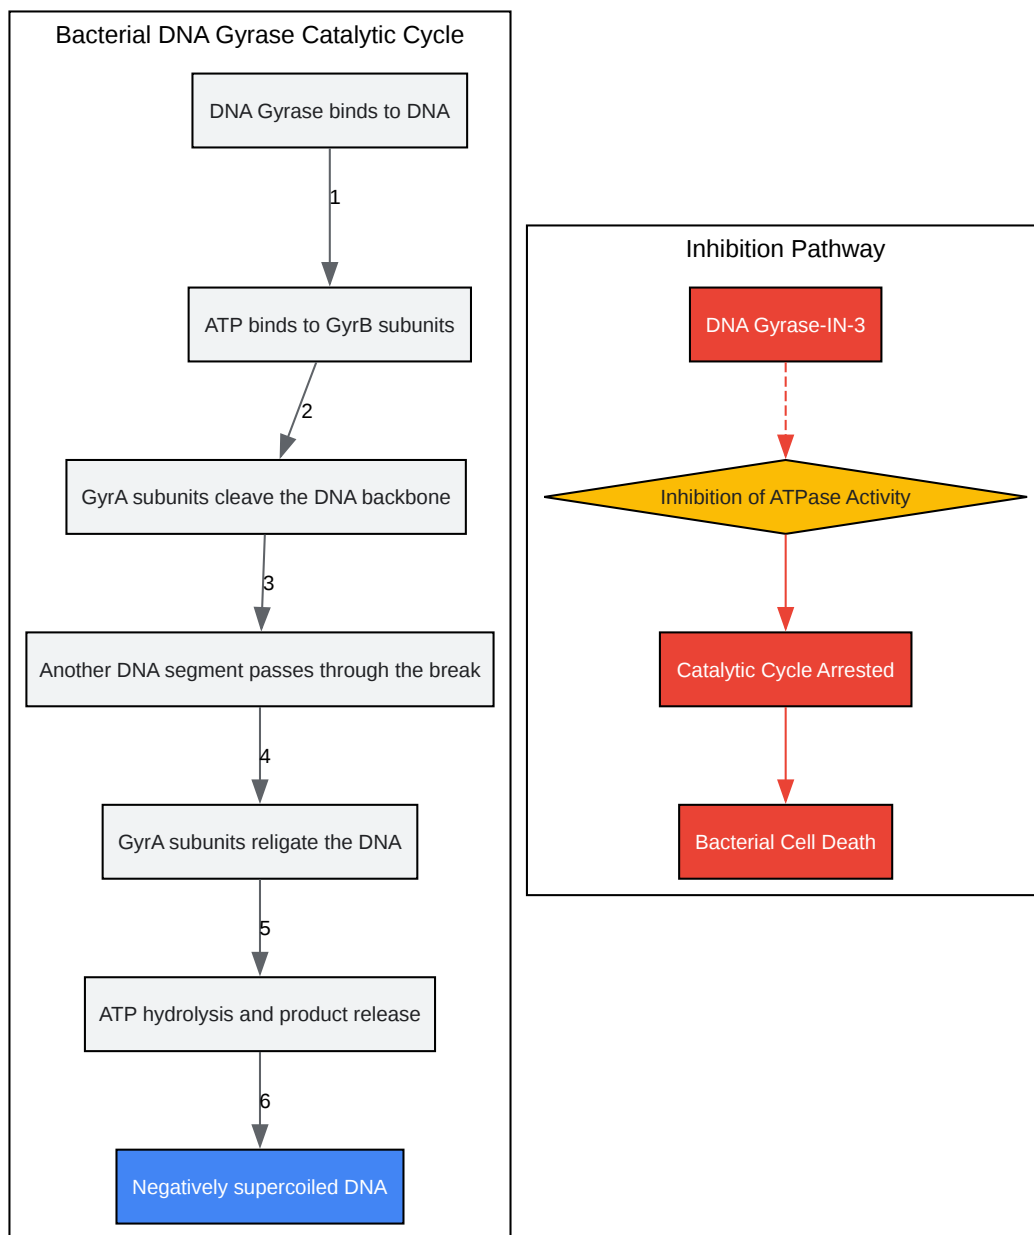 Bacterial DNA Gyrase Catalytic Cycle
DNA Gyrase binds to DNA
1
ATP binds to GyrB subunits
2
GyrA subunits cleave the DNA backbone
3
Another DNA segment passes through the break
4
GyrA subunits religate the DNA
5
ATP hydrolysis and product release
6
Negatively supercoiled DNA
Inhibition Pathway
DNA Gyrase-IN-3
Inhibition of ATPase Activity
Catalytic Cycle Arrested
Bacterial Cell Death